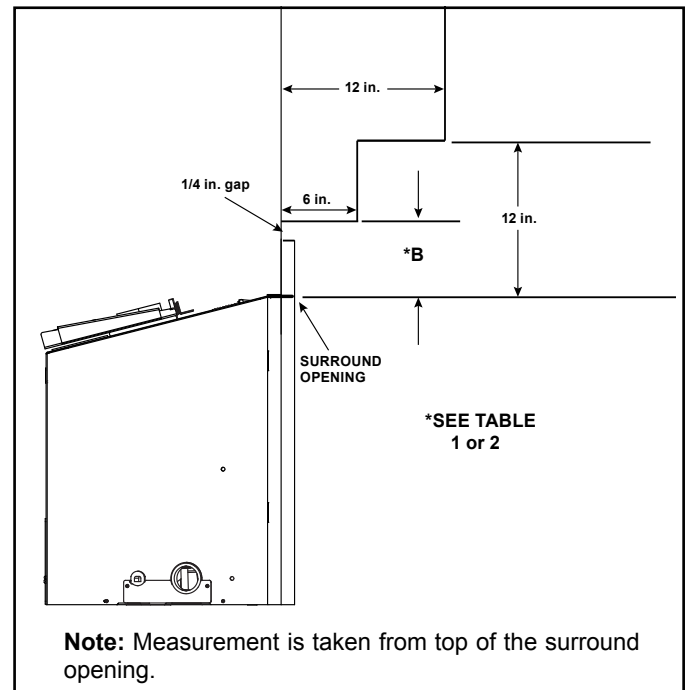 12 in.
1/4 in. gap
6 in.
12 in.
*B
SURROUND
OPENING
*SEE TABLE
1 or 2
Note: Measurement is taken from top of the surround
opening.